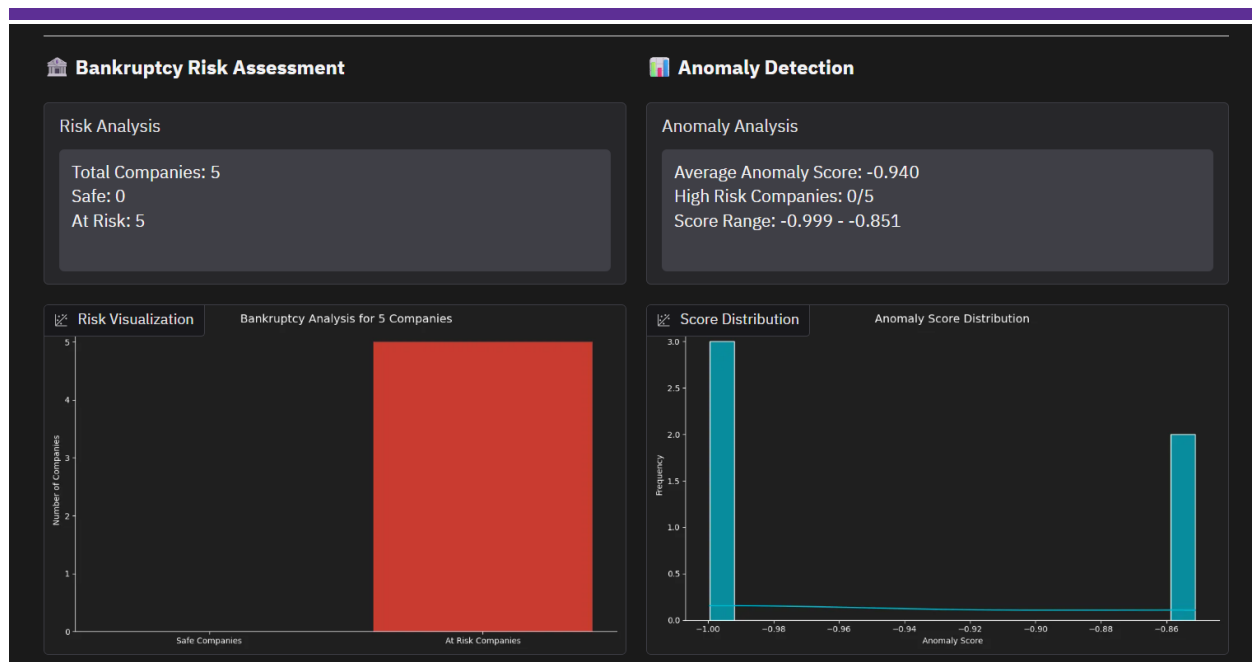 Bankruptcy Risk Assessment
Risk Analysis
Total Companies: 5
Safe: 0
At Risk: 5
Risk Visualization
Bankruptcy Analysis for 5 Companies
Number of Companies
5
4
3
2
1
0
Safe Companies
At Risk Companies
Anomaly Detection
Anomaly Analysis
Average Anomaly Score: -0.940
High Risk Companies: 0/5
Score Range: -0.999 - -0.851
Score Distribution
Anomaly Score Distribution
Frequency
3.0
2.5
2.0
1.5
1.0
0.5
0.0
−1.00 −0.98 −0.96 −0.94 −0.92 −0.90 −0.88 −0.86
Anomaly Score